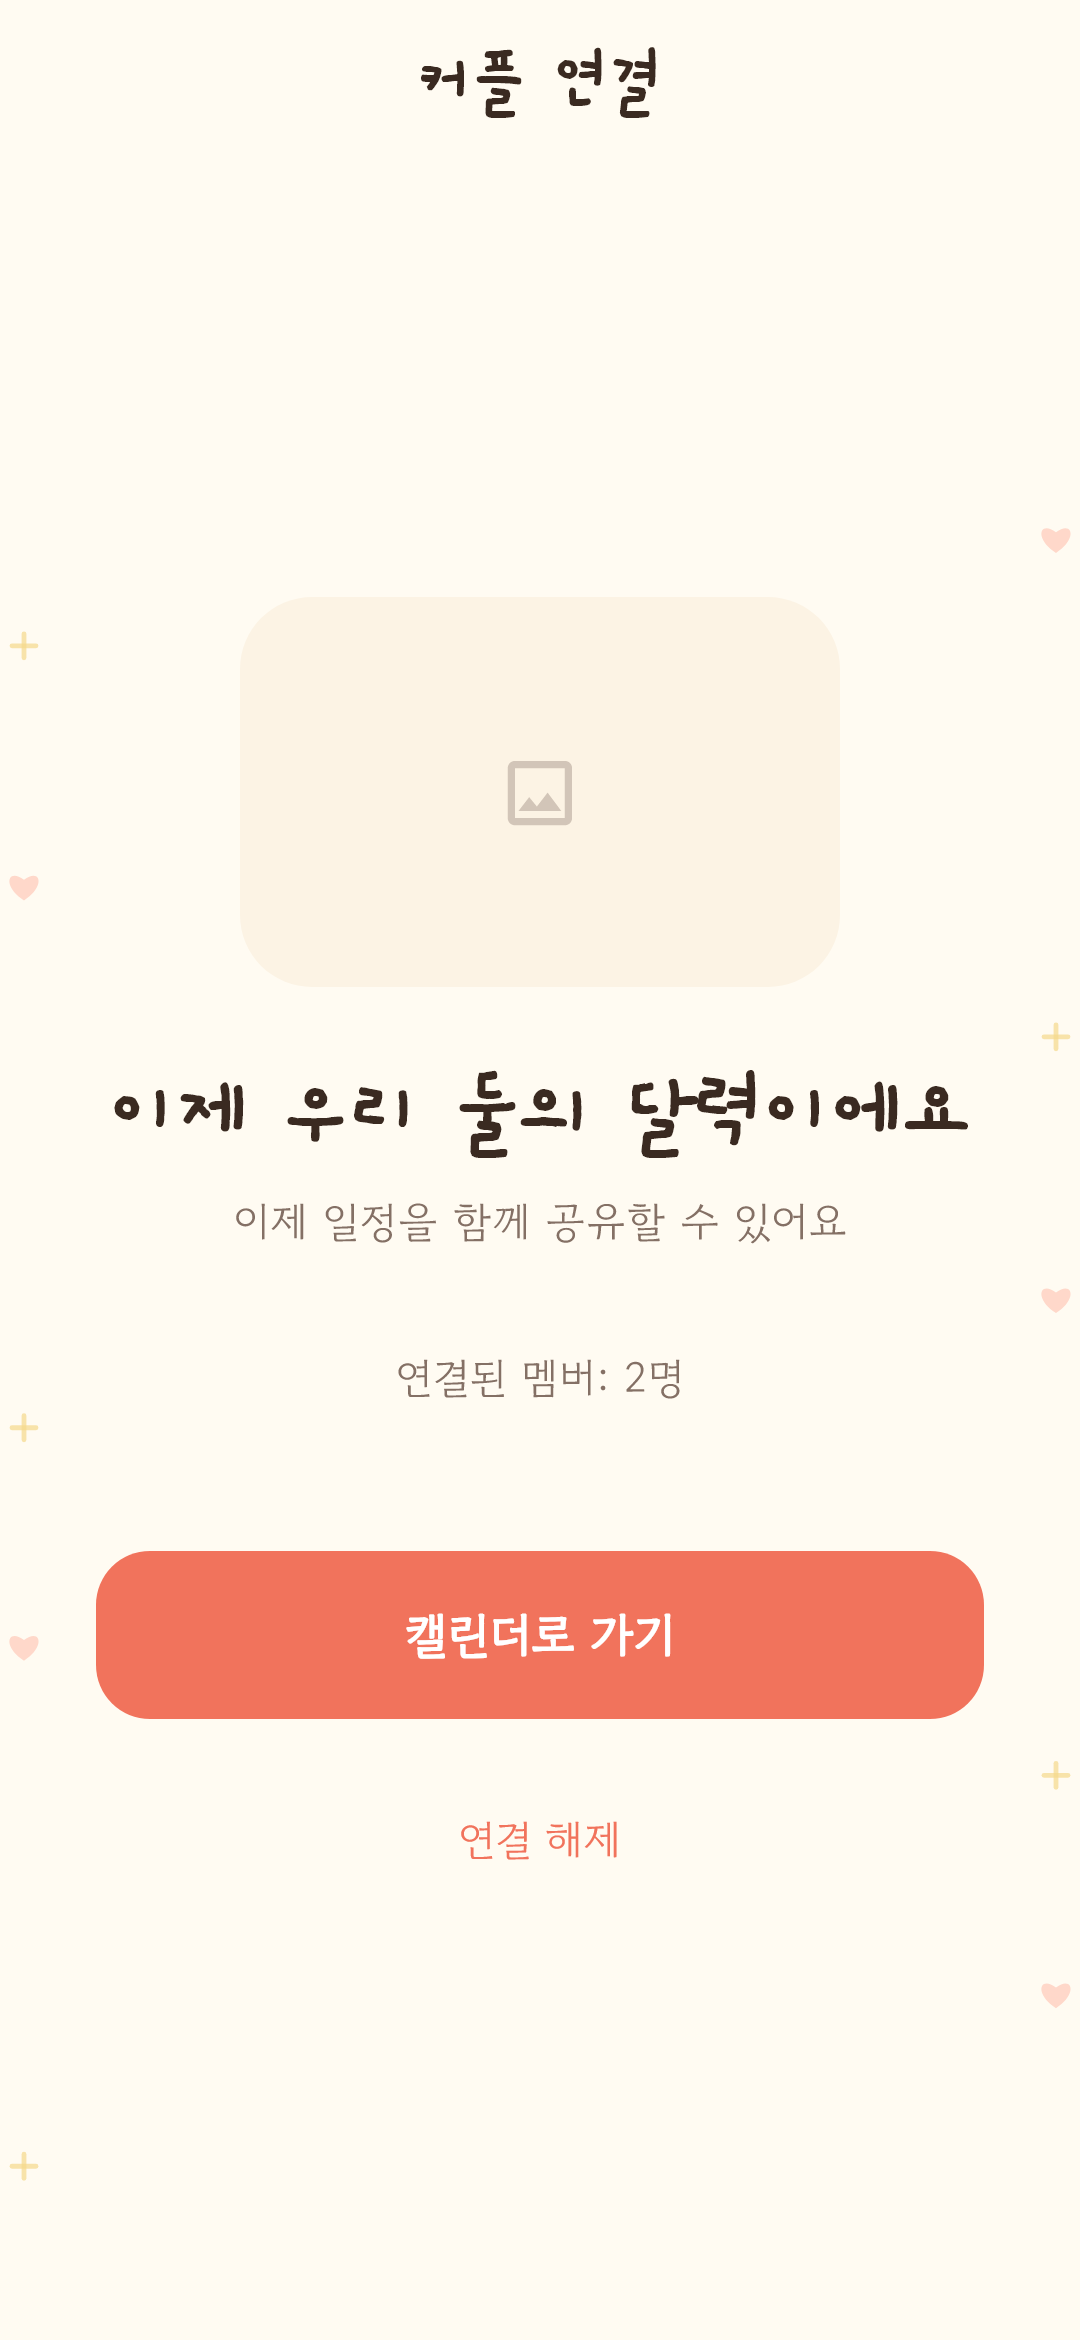 커플 연결
이제 우리 둘의 달력이에요
이제 일정을 함께 공유할 수 있어요
연결된 멤버: 2명
캘린더로 가기
연결 해제